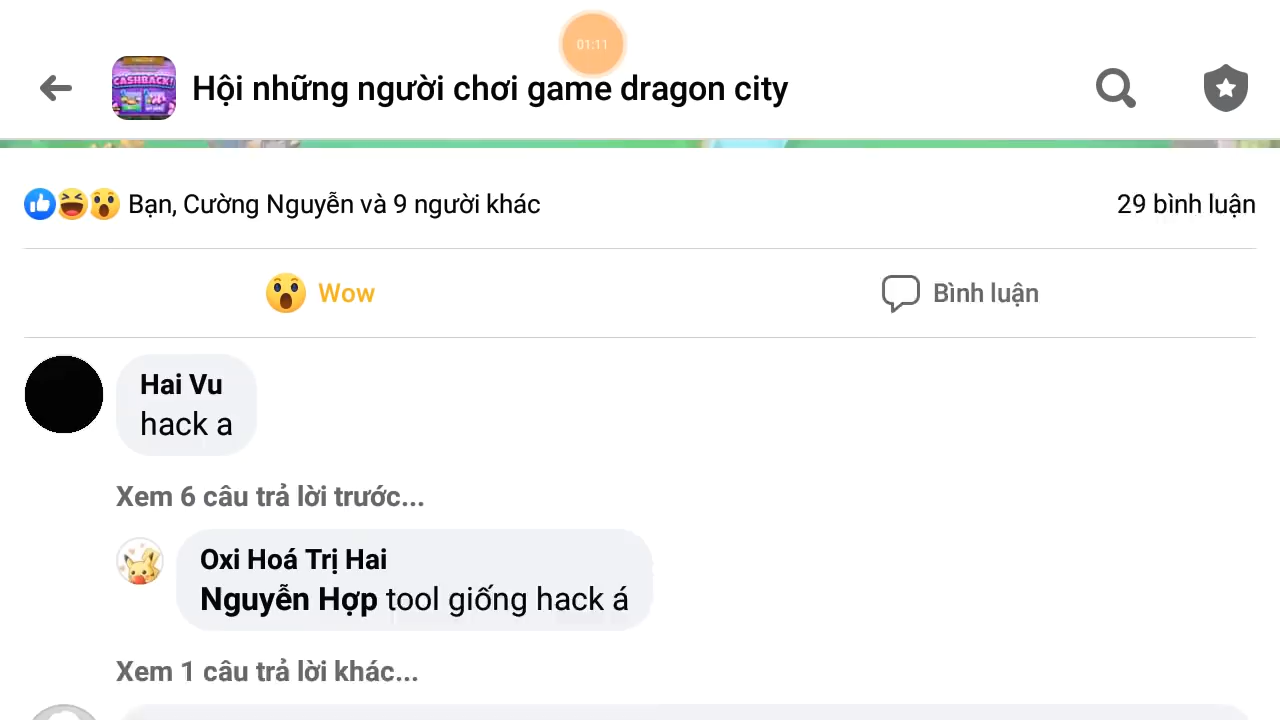 01:11
Hội những người chơi game dragon city
CASHBACK!
Bạn, Cường Nguyễn và 9 người khác
29 bình luận
Wow
Bình luận
Hai Vu
hack a
Xem 6 câu trả lời trước...
Oxi Hoá Trị Hai
Nguyễn Hợp tool giống hack á
Xem 1 câu trả lời khác...